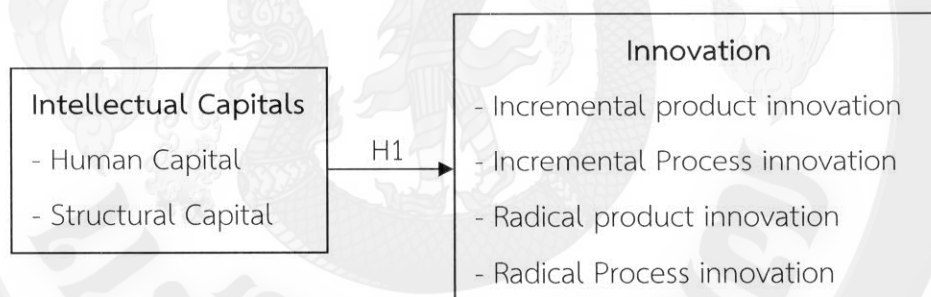 Innovation
Intellectual Capitals
- Human Capital
- Structural Capital
H1
- Incremental product innovation
- Incremental Process innovation
- Radical product innovation
- Radical Process innovation